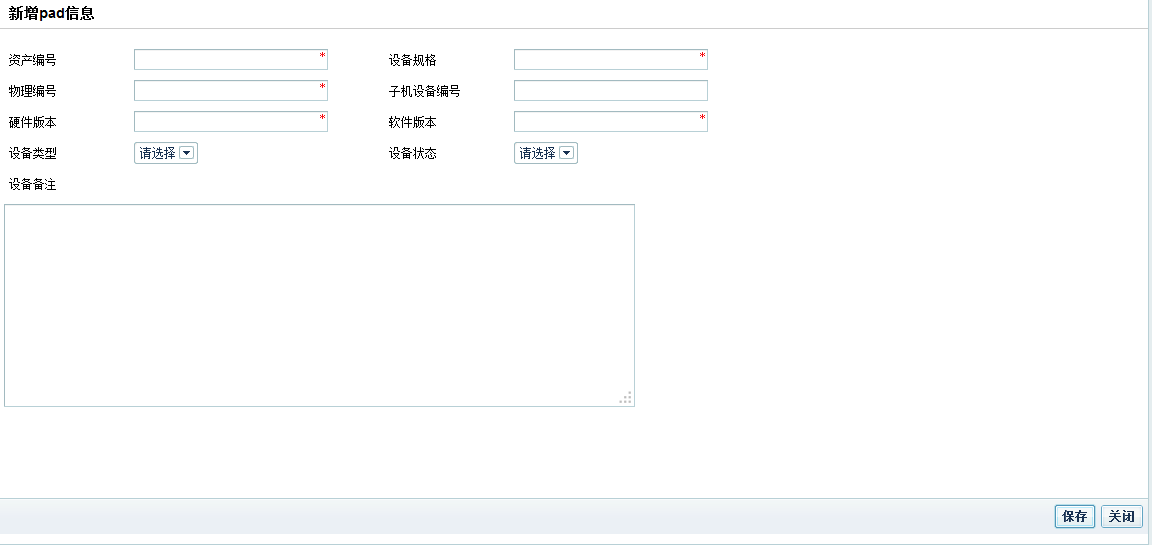 新增pad信息
资产编号 * 设备规格 *
物理编号 * 子机设备编号
硬件版本 * 软件版本 *
设备类型 请选择 设备状态 请选择
设备备注
保存 关闭